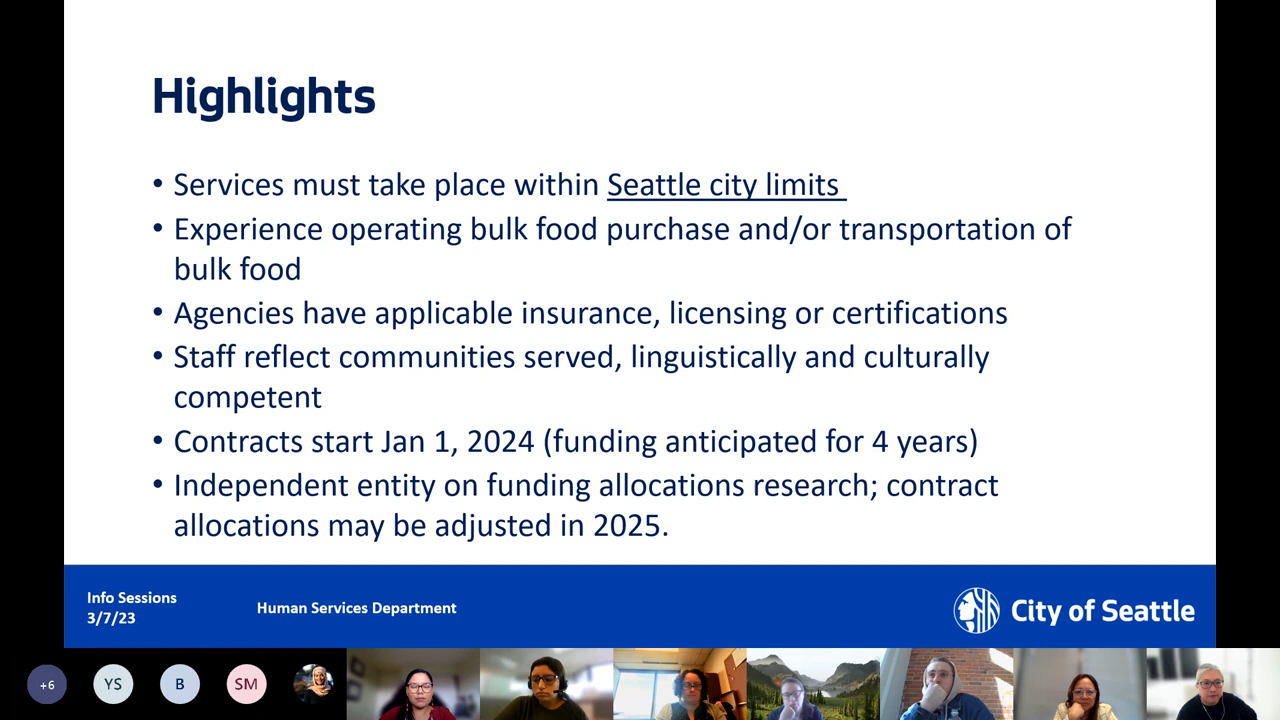 Highlights
• Services must take place within Seattle city limits
• Experience operating bulk food purchase and/or transportation of
bulk food
• Agencies have applicable insurance, licensing or certifications
• Staff reflect communities served, linguistically and culturally
competent
• Contracts start Jan 1, 2024 (funding anticipated for 4 years)
• Independent entity on funding allocations research; contract
allocations may be adjusted in 2025.
Info Sessions
3/7/23
Human Services Department
City of Seattle
+6
YS
B
SM